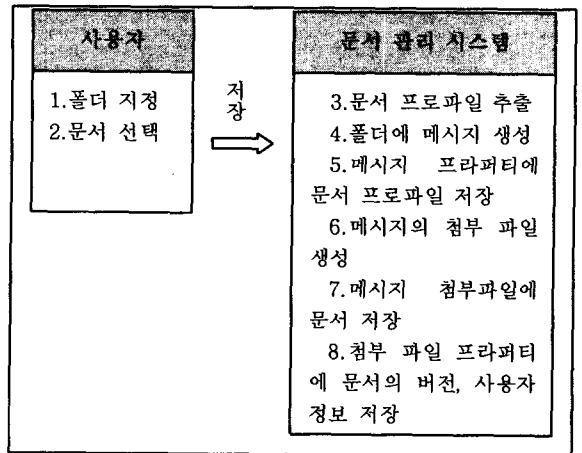 사용자
1.폴더 지정
2.문서 선택
저
장
문서 관리 시스템
3.문서 프로파일 추출
4.폴더에 메시지 생성
5.메시지 프라퍼티에
문서 프로파일 저장
6.메시지의 첨부 파일
생성
7.메시지 첨부파일에
문서 저장
8.첨부 파일 프라퍼티
에 문서의 버전, 사용자
정보 저장